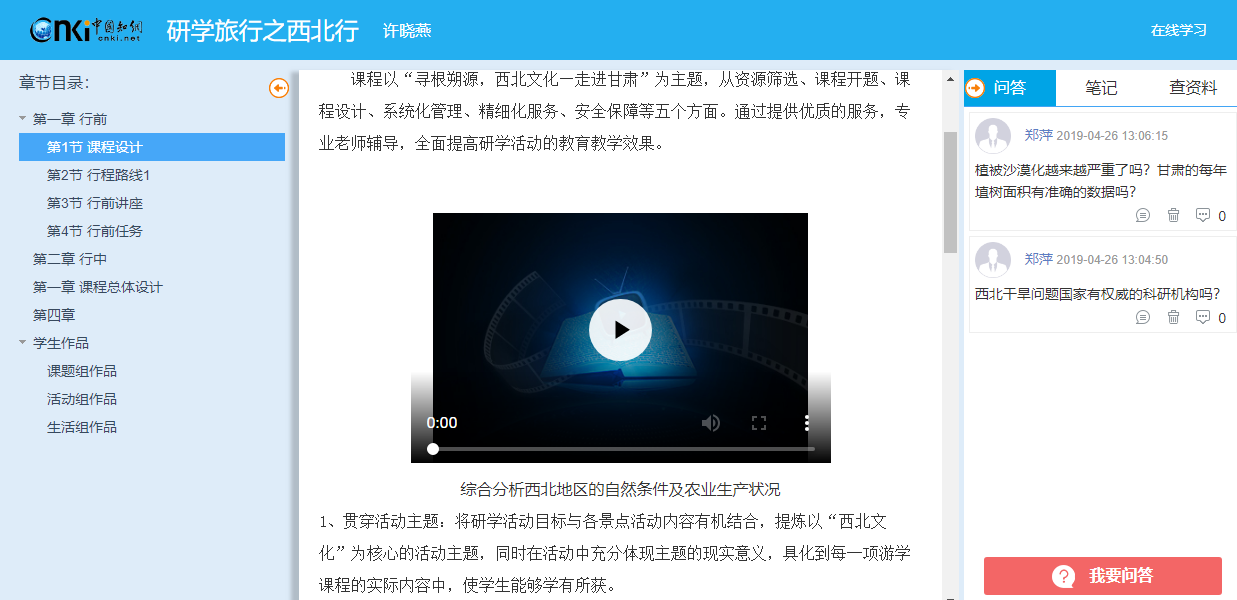 Cnki中国知网
cnki.net
研学旅行之西北行 许晓燕
在线学习
章节目录:
第一章 行前
第1节 课程设计
第2节 行程路线1
第3节 行前讲座
第4节 行前任务
第二章 行中
第一章 课程总体设计
第四章
学生作品
课题组作品
活动组作品
生活组作品
课程以“寻根朔源，西北文化一走进甘肃”为主题，从资源筛选、课程开题、课
程设计、系统化管理、精细化服务、安全保障等五个方面。通过提供优质的服务，专
业老师辅导，全面提高研学活动的教育教学效果。
0:00
综合分析西北地区的自然条件及农业生产状况
1、贯穿活动主题：将研学活动目标与各景点活动内容有机结合，提炼以“西北文
化”为核心的活动主题，同时在活动中充分体现主题的现实意义，具化到每一项游学
课程的实际内容中，使学生能够学有所获。
问答 笔记 查资料
郑萍 2019-04-26 13:06:15
植被沙漠化越来越严重了吗？甘肃的每年
埴树面积有准确的数据吗？
0
郑萍 2019-04-26 13:04:50
西北干旱问题国家有权威的科研机构吗？
0
我要问答